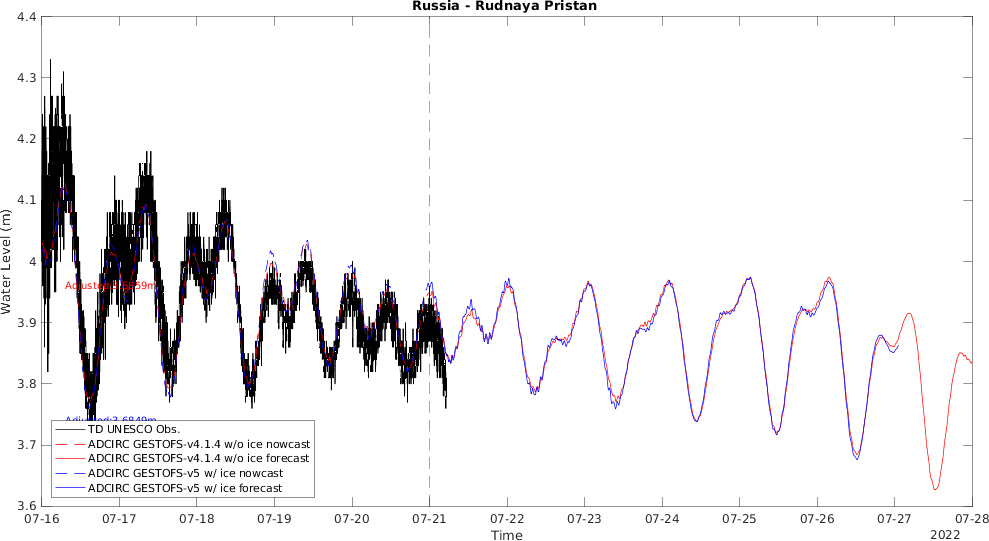 Russia - Rudnaya Pristan
Water Level (m)
4.4
4.3
4.2
4.1
4
3.9
3.8
3.7
3.6
Adjusted:3.6849m
TD UNESCO Obs.
ADCIRC GESTOFS-v4.1.4 w/o ice nowcast
ADCIRC GESTOFS-v4.1.4 w/o ice forecast
ADCIRC GESTOFS-v5 w/ ice nowcast
ADCIRC GESTOFS-v5 w/ ice forecast
07-16 07-17 07-18 07-19 07-20 07-21 07-22 07-23 07-24 07-25 07-26 07-27 07-28
Time
2022